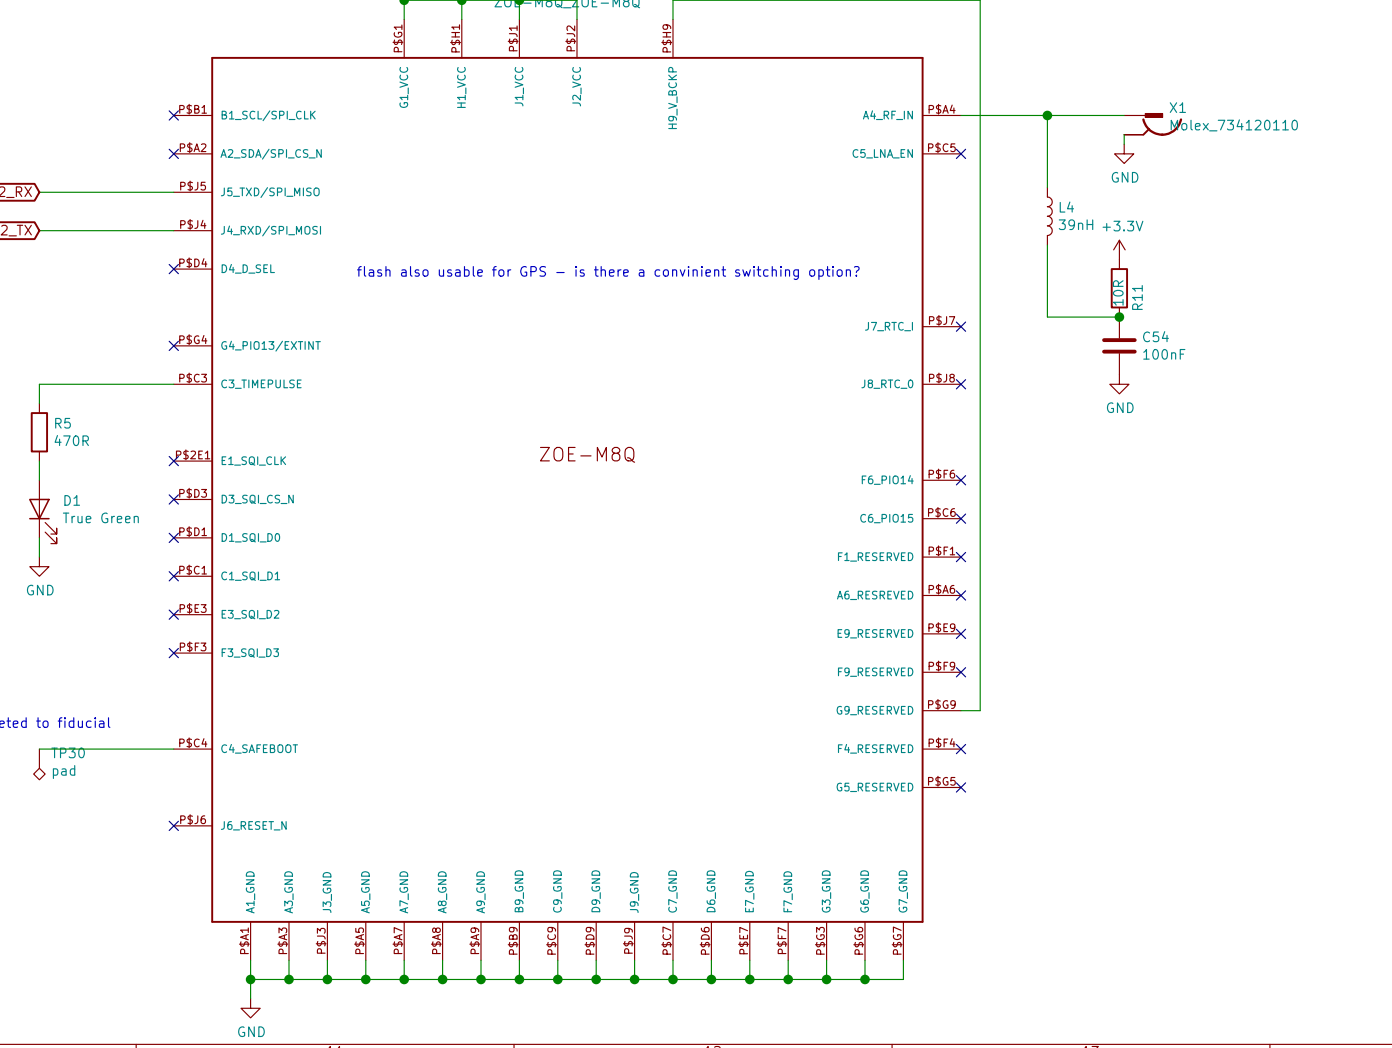 ZOE-M8Q_ZOE-M8Q
P$G1
P$H1
P$J1
P$J2
P$H9
G1_VCC
H1_VCC
J1_VCC
J2_VCC
H9_V_BCKP
P$B1
B1_SCL/SPI_CLK
P$A2
A2_SDA/SPI_CS_N
2_RX
P$J5
J5_TXD/SPI_MISO
2_TX
P$J4
J4_RXD/SPI_MOSI
P$D4
D4_D_SEL
P$G4
G4_PIO13/EXTINT
P$C3
C3_TIMEPULSE
R5
470R
D1
True Green
GND
P$2E1
E1_SQI_CLK
P$D3
D3_SQI_CS_N
P$D1
D1_SQI_D0
P$C1
C1_SQI_D1
P$E3
E3_SQI_D2
P$F3
F3_SQI_D3
eted to fiducial
TP30
pad
P$C4
C4_SAFEBOOT
P$J6
J6_RESET_N
flash also usable for GPS – is there a convinient switching option?
ZOE–M8Q
A4_RF_IN
P$A4
C5_LNA_EN
P$C5
J7_RTC_I
P$J7
J8_RTC_O
P$J8
F6_PIO14
P$F6
C6_PIO15
P$C6
F1_RESERVED
P$F1
A6_RESREVED
P$A6
E9_RESERVED
P$E9
F9_RESERVED
P$F9
G9_RESERVED
P$G9
F4_RESERVED
P$F4
G5_RESERVED
P$G5
X1
Molex_734120110
GND
L4
39nH
+3.3V
10R
R11
C54
100nF
GND
A1_GND
A3_GND
J3_GND
A5_GND
A7_GND
A8_GND
A9_GND
B9_GND
C9_GND
D9_GND
J9_GND
C7_GND
D6_GND
E7_GND
F7_GND
G3_GND
G6_GND
G7_GND
P$A1
P$A3
P$J3
P$A5
P$A7
P$A8
P$A9
P$B9
P$C9
P$D9
P$J9
P$C7
P$D6
P$E7
P$F7
P$G3
P$G6
P$G7
GND